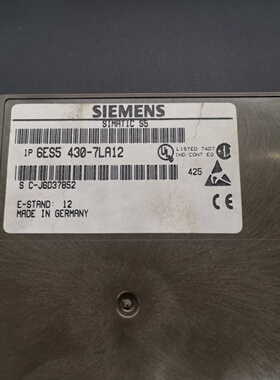 SIEMENS
SIMATIC S5
1P 6ES5 430-7LA12
UL LISTED 7407
IND.CONT.EQ.
S C-J6D37852
425
E-STAND: 12
MADE IN GERMANY
CE